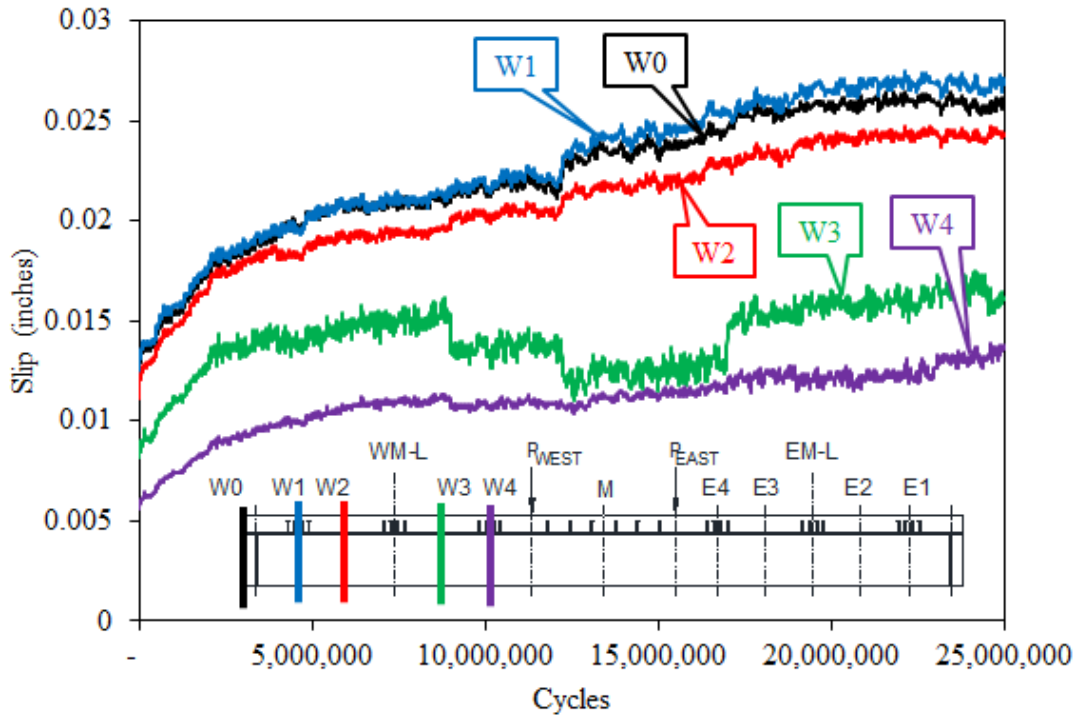 0.03
W1
W0
0.025
W2
W3
W4
0.02
Slip (inches)
0.015
0.01
WM-L
PWEST
PEAST
EM-L
W0
W1
W2
W3
W4
M
E4
E3
E2
E1
0.005
0
-
5,000,000
10,000,000
15,000,000
20,000,000
25,000,000
Cycles